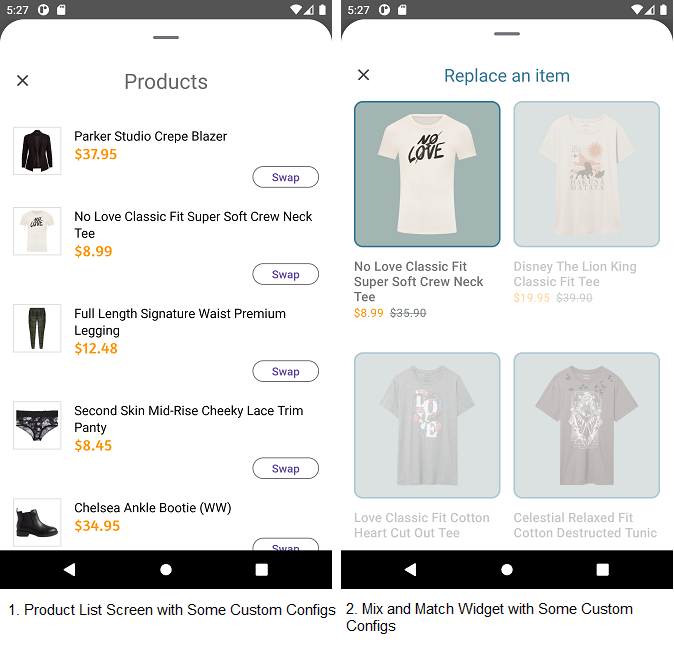 5:27
Products
Parker Studio Crepe Blazer
$37.95
Swap
No Love Classic Fit Super Soft Crew Neck
Tee
$8.99
Swap
Full Length Signature Waist Premium
Legging
$12.48
Swap
Second Skin Mid-Rise Cheeky Lace Trim
Panty
$8.45
Swap
Chelsea Ankle Bootie (WW)
$34.95
Swap
1. Product List Screen with Some Custom Configs
5:27
Replace an item
NO
LOVE
No Love Classic Fit
Super Soft Crew Neck
Tee
$8.99 $35.90
HAKUNA
MATATA
Disney The Lion King
Classic Fit Tee
$19.95 $39.90
LOVE
Love Classic Fit Cotton
Heart Cut Out Tee
Celestial Relaxed Fit
Cotton Destructed Tunic
2. Mix and Match Widget with Some Custom
Configs